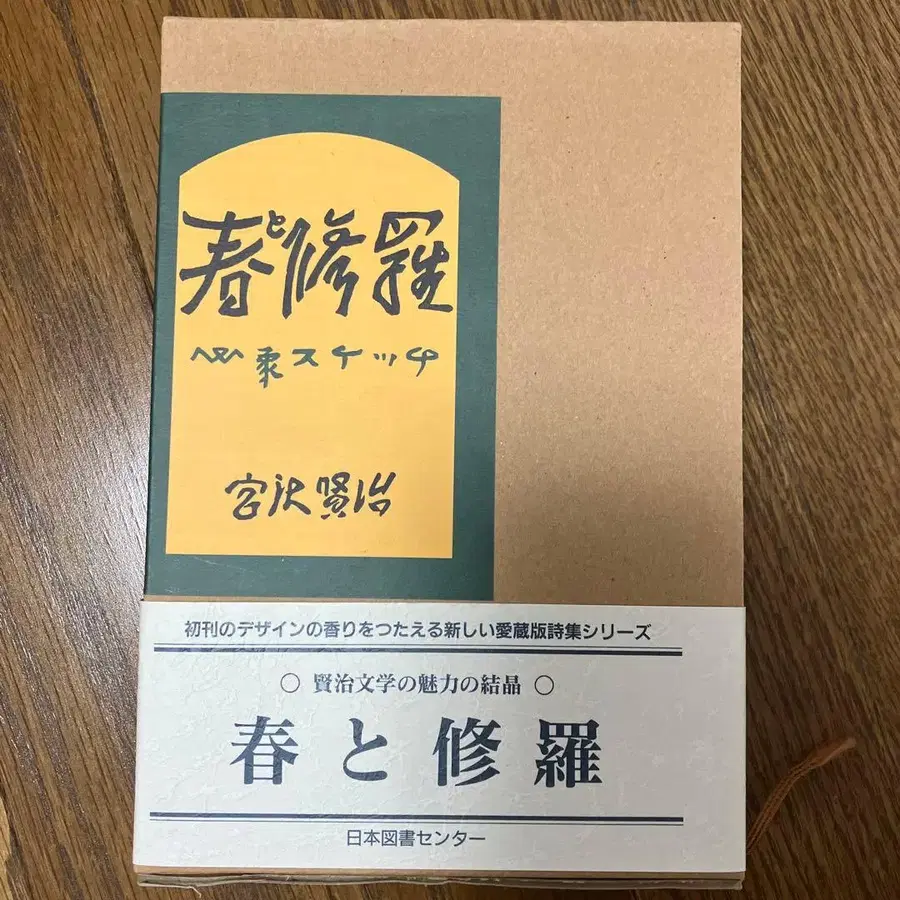 春と修羅
心象スケッチ
宮沢賢治
初刊のデザインの香りをつたえる新しい愛蔵版詩集シリーズ
○ 賢治文学の魅力の結晶 ○
春と修羅
日本図書センター